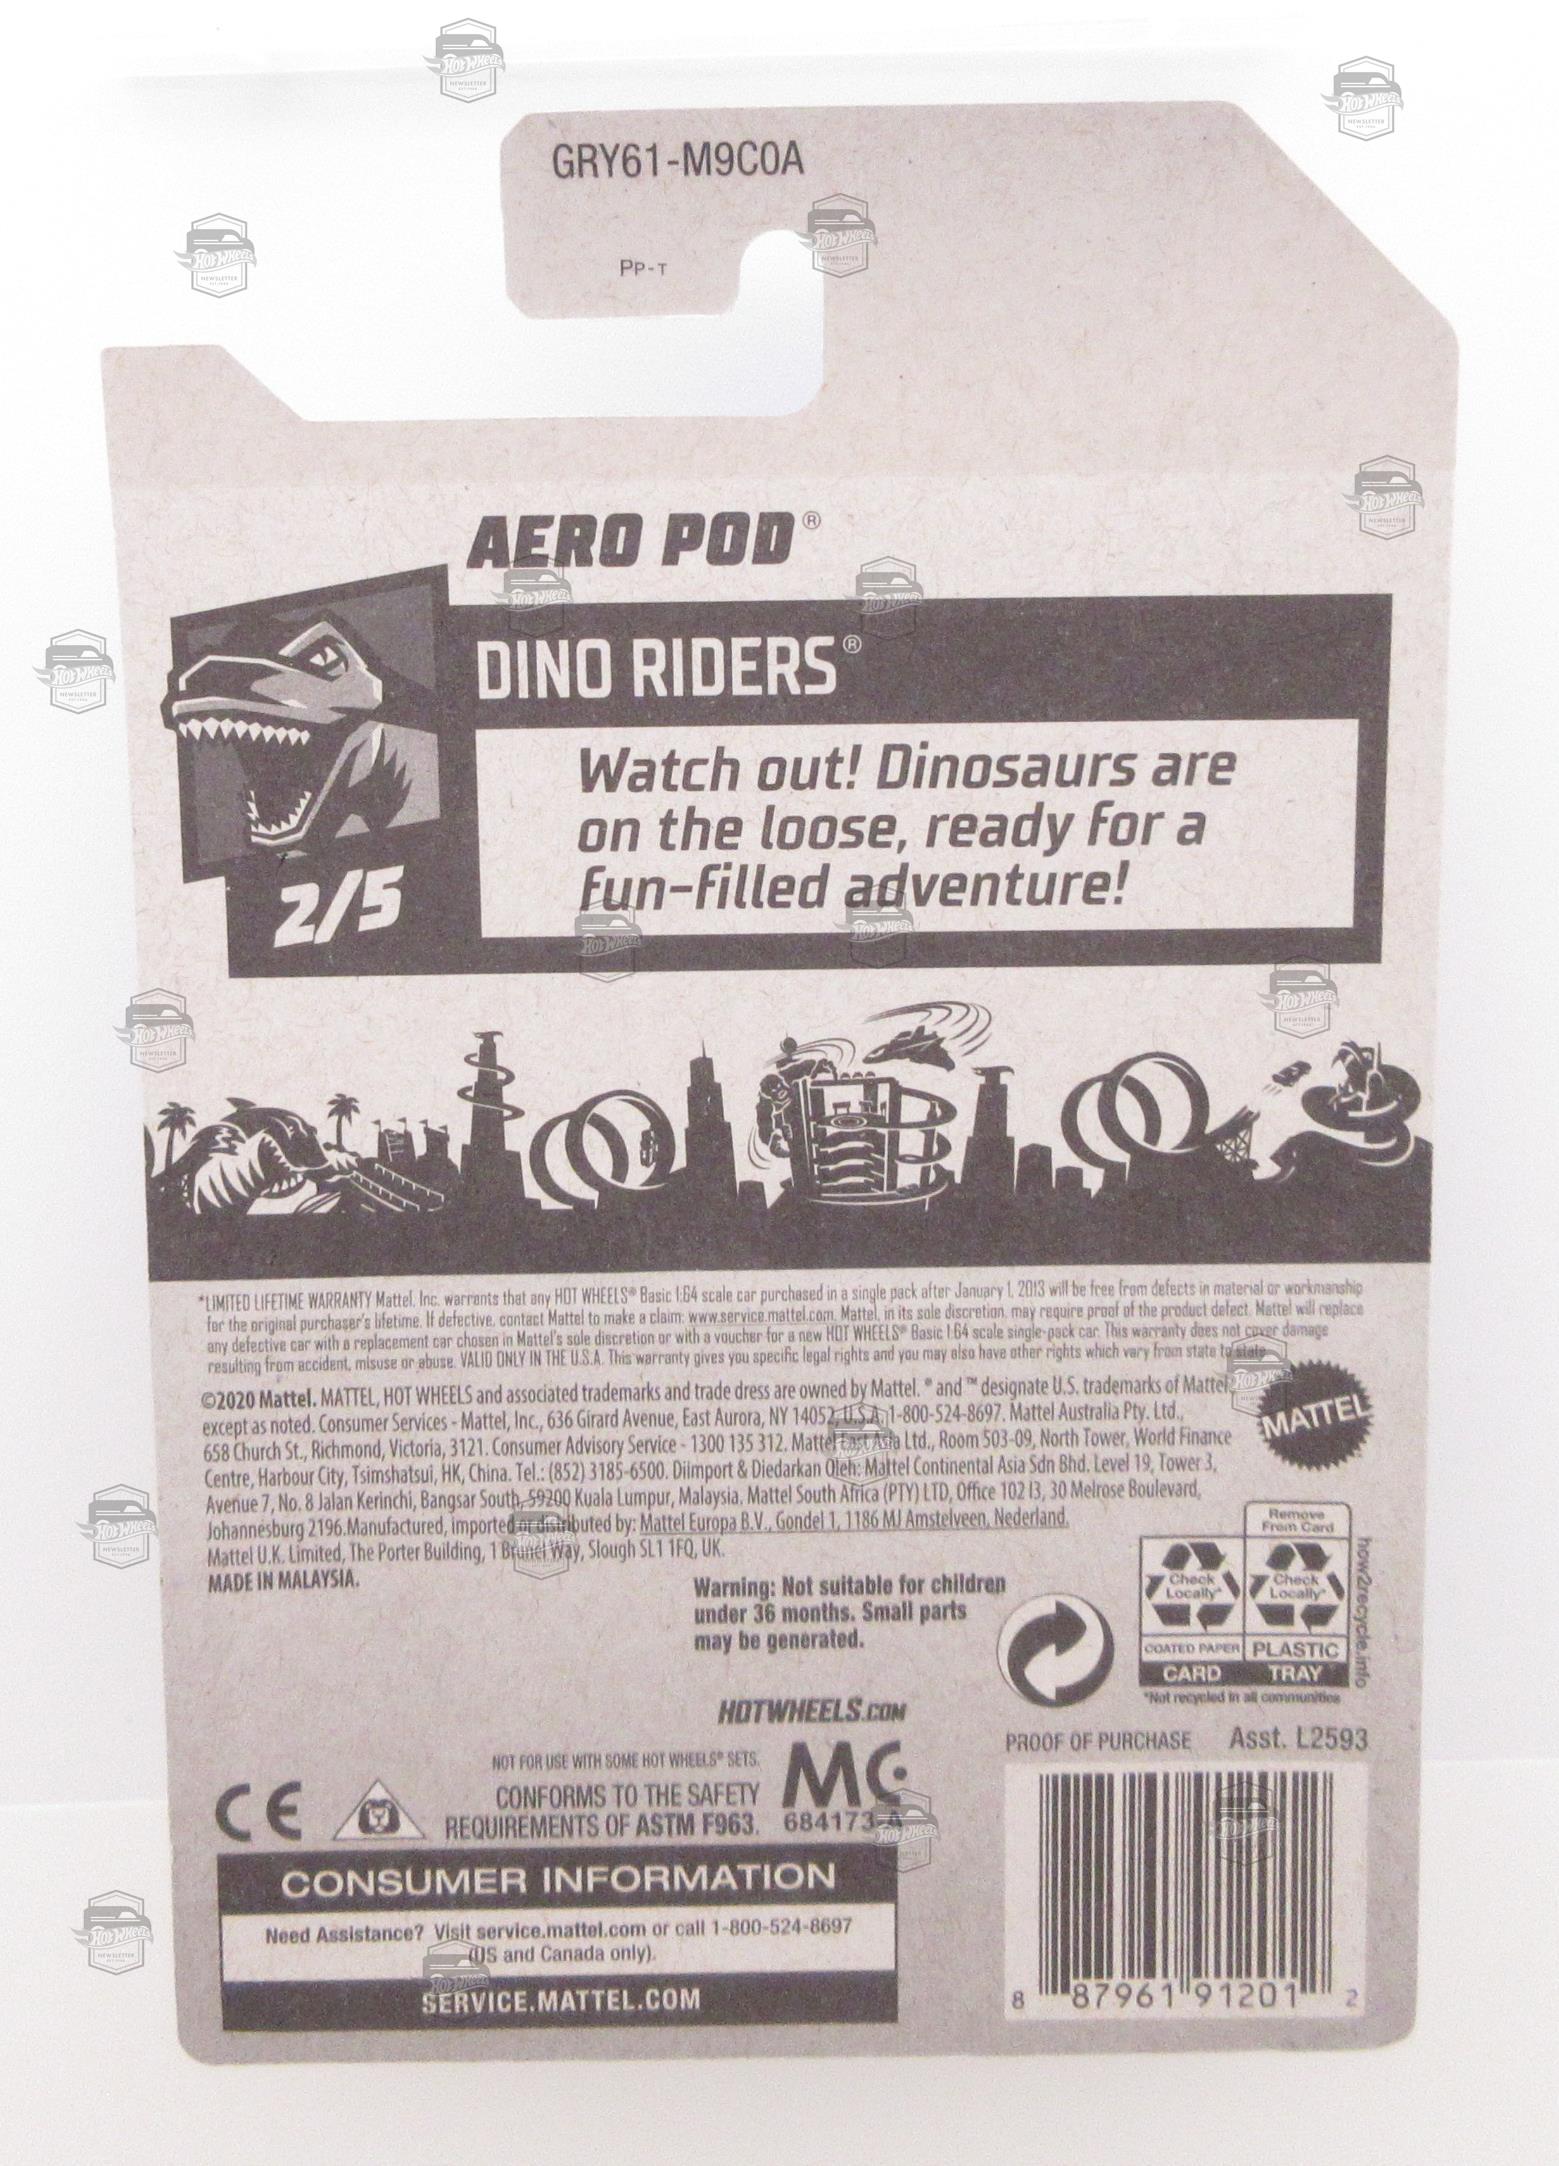 GRY61-M9C0A
PP-T
AERO POD®
DINO RIDERS®
Watch out! Dinosaurs are
on the loose, ready for a
fun-filled adventure!
2/5
*LIMITED LIFETIME WARRANTY Mattel, Inc. warrants that any HOT WHEELS® Basic 1:64 scale car purchased in a single pack after January 1, 2013 will be free from defects in material or workmanship
for the original purchaser's lifetime. If defective, contact Mattel to make a claim: www.service.mattel.com. Mattel, in its sole discretion, may require proof of the product defect. Mattel will replace
any defective car with a replacement car chosen in Mattel's sole discretion or with a voucher for a new HOT WHEELS® Basic 1:64 scale single-pack car. This warranty does not cover damage
resulting from accident, misuse or abuse. VALID ONLY IN THE U.S.A. This warranty gives you specific legal rights and you may also have other rights which vary from state to state.
©2020 Mattel. MATTEL, HOT WHEELS and associated trademarks and trade dress are owned by Mattel. ® and ™ designate U.S. trademarks of Mattel,
except as noted. Consumer Services - Mattel, Inc., 636 Girard Avenue, East Aurora, NY 14052, U.S.A. 1-800-524-8697. Mattel Australia Pty. Ltd.,
658 Church St., Richmond, Victoria, 3121. Consumer Advisory Service - 1300 135 312. Mattel East Asia Ltd., Room 503-09, North Tower, World Finance
Centre, Harbour City, Tsimshatsui, HK, China. Tel.: (852) 3185-6500. Diimport & Diedarkan Oleh: Mattel Continental Asia Sdn Bhd. Level 19, Tower 3,
Avenue 7, No. 8 Jalan Kerinchi, Bangsar South, 59200 Kuala Lumpur, Malaysia. Mattel South Africa (PTY) LTD, Office 102 I3, 30 Melrose Boulevard,
Johannesburg 2196.Manufactured, imported or distributed by: Mattel Europa B.V., Gondel 1, 1186 MJ Amstelveen, Nederland.
Mattel U.K. Limited, The Porter Building, 1 Brunel Way, Slough SL1 1FQ, UK.
MADE IN MALAYSIA.
MATTEL
Warning: Not suitable for children
under 36 months. Small parts
may be generated.
Remove
From Card
Check
Locally*
Check
Locally*
COATED PAPER
PLASTIC
CARD
TRAY
*Not recycled in all communities
how2recycle.info
HOTWHEELS.COM
PROOF OF PURCHASE
Asst. L2593
NOT FOR USE WITH SOME HOT WHEELS® SETS.
CONFORMS TO THE SAFETY
REQUIREMENTS OF ASTM F963.
CE
MC
684173-A
CONSUMER INFORMATION
Need Assistance? Visit service.mattel.com or call 1-800-524-8697
(US and Canada only).
SERVICE.MATTEL.COM
8 87961 91201 2
HOT WHEELS
NEWSLETTER